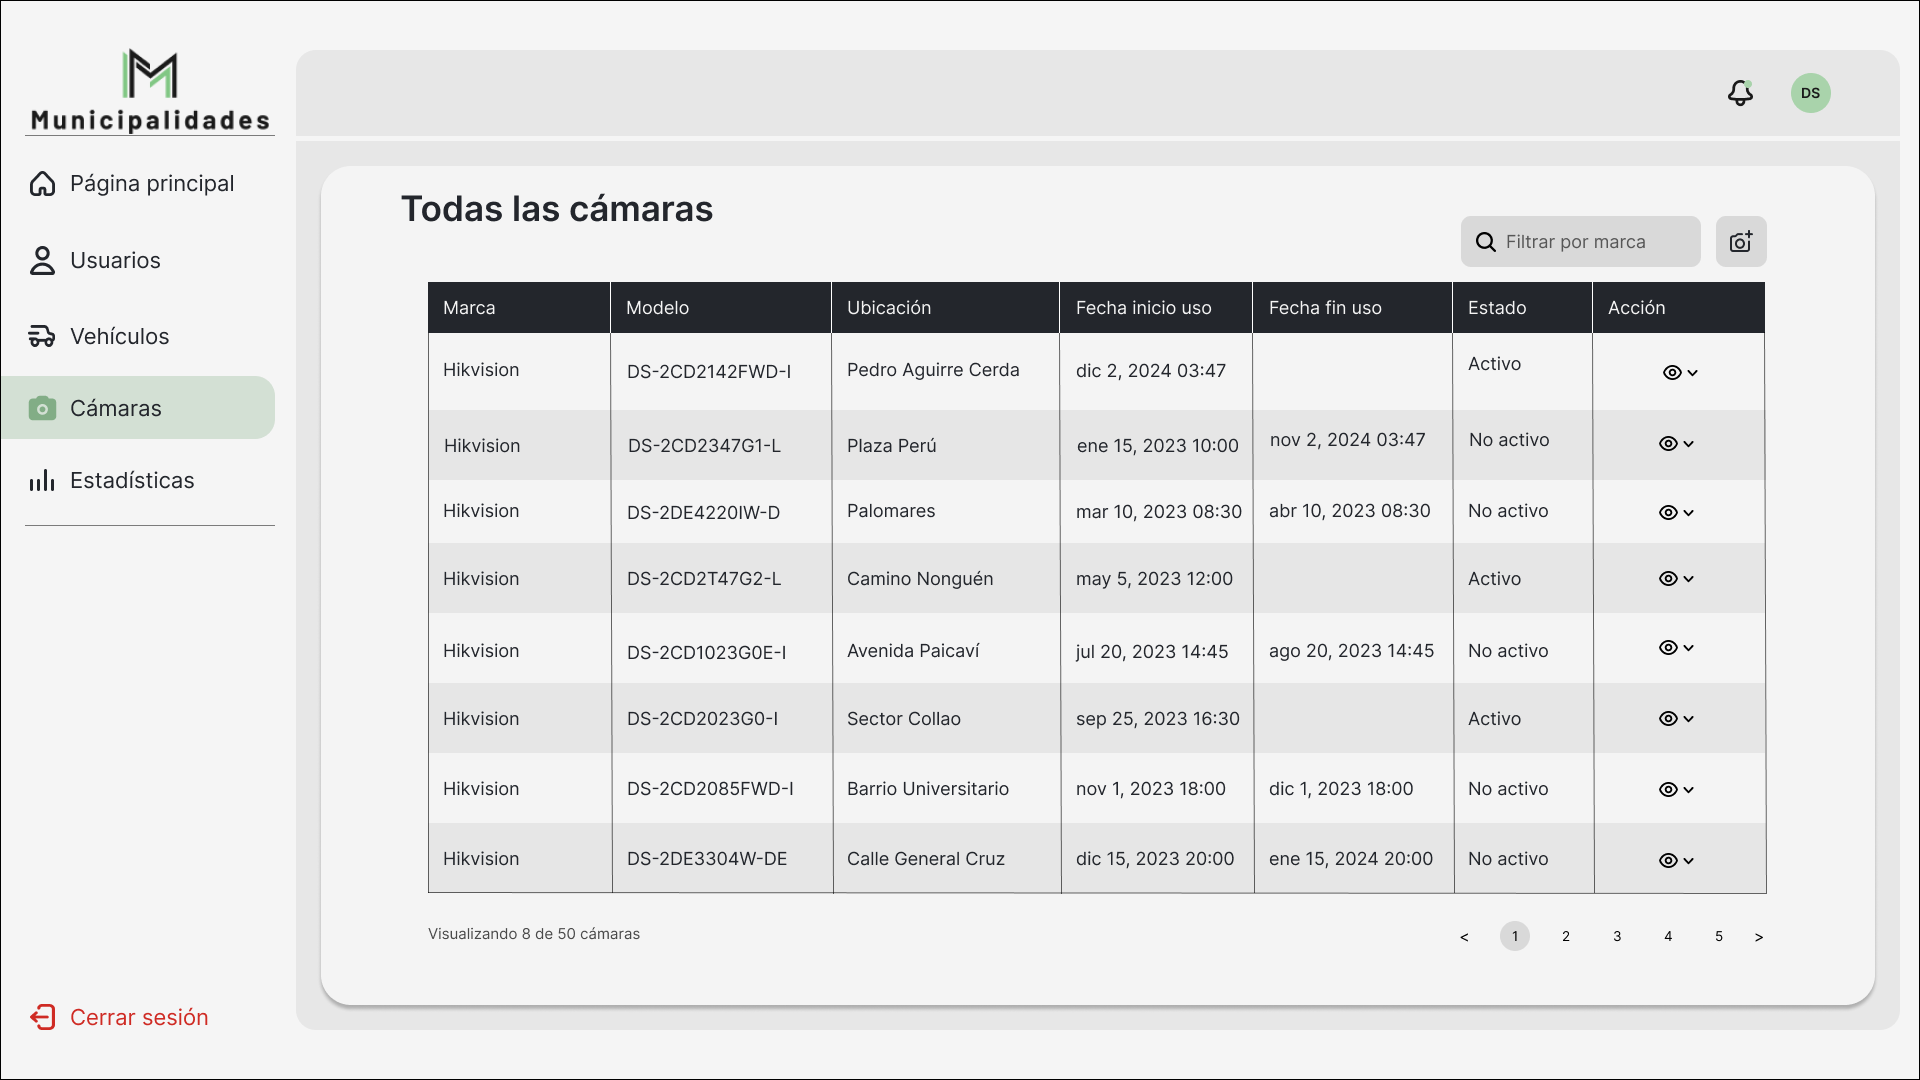 Municipalidades
Página principal
Usuarios
Vehículos
Cámaras
Estadísticas
Cerrar sesión
DS
Todas las cámaras
Filtrar por marca
Marca Modelo Ubicación Fecha inicio uso Fecha fin uso Estado Acción
Hikvision DS-2CD2142FWD-I Pedro Aguirre Cerda dic 2, 2024 03:47 Activo
Hikvision DS-2CD2347G1-L Plaza Perú ene 15, 2023 10:00 nov 2, 2024 03:47 No activo
Hikvision DS-2DE4220IW-D Palomares mar 10, 2023 08:30 abr 10, 2023 08:30 No activo
Hikvision DS-2CD2T47G2-L Camino Nonguén may 5, 2023 12:00 Activo
Hikvision DS-2CD1023G0E-I Avenida Paicaví jul 20, 2023 14:45 ago 20, 2023 14:45 No activo
Hikvision DS-2CD2023G0-I Sector Collao sep 25, 2023 16:30 Activo
Hikvision DS-2CD2085FWD-I Barrio Universitario nov 1, 2023 18:00 dic 1, 2023 18:00 No activo
Hikvision DS-2DE3304W-DE Calle General Cruz dic 15, 2023 20:00 ene 15, 2024 20:00 No activo
Visualizando 8 de 50 cámaras
< 1 2 3 4 5 >